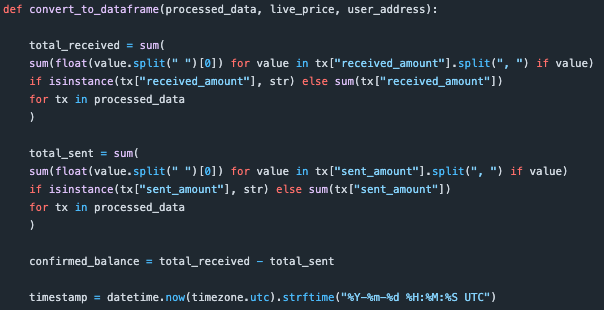 def convert_to_dataframe(processed_data, live_price, user_address):
total_received = sum(
sum(float(value.split(" ")[0]) for value in tx["received_amount"].split(", ") if value)
if isinstance(tx["received_amount"], str) else sum(tx["received_amount"])
for tx in processed_data
)
total_sent = sum(
sum(float(value.split(" ")[0]) for value in tx["sent_amount"].split(", ") if value)
if isinstance(tx["sent_amount"], str) else sum(tx["sent_amount"])
for tx in processed_data
)
confirmed_balance = total_received - total_sent
timestamp = datetime.now(timezone.utc).strftime("%Y-%m-%d %H:%M:%S UTC")